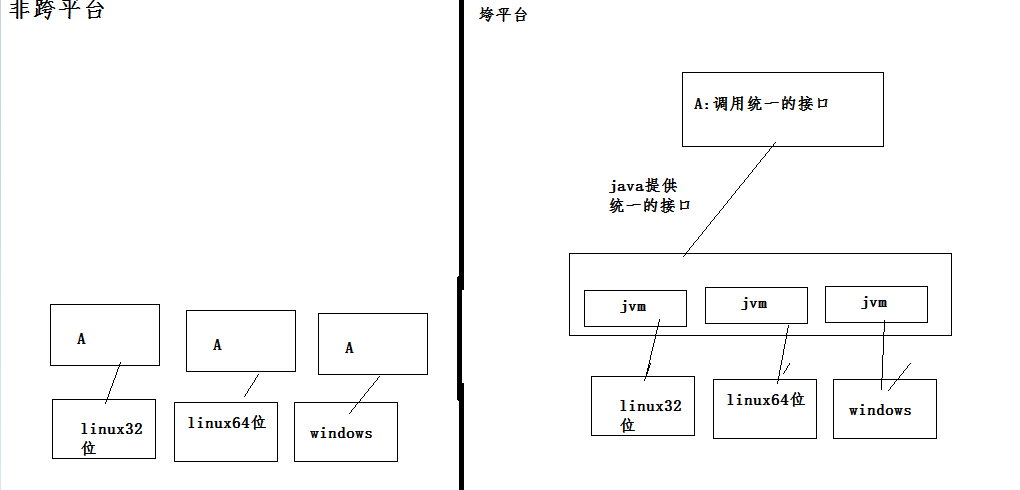 非跨平台
A
A
A
linux32
位
linux64位
windows
垮平台
A:调用统一的接口
java提供
统一的接口
jvm
jvm
jvm
linux32
位
linux64位
windows